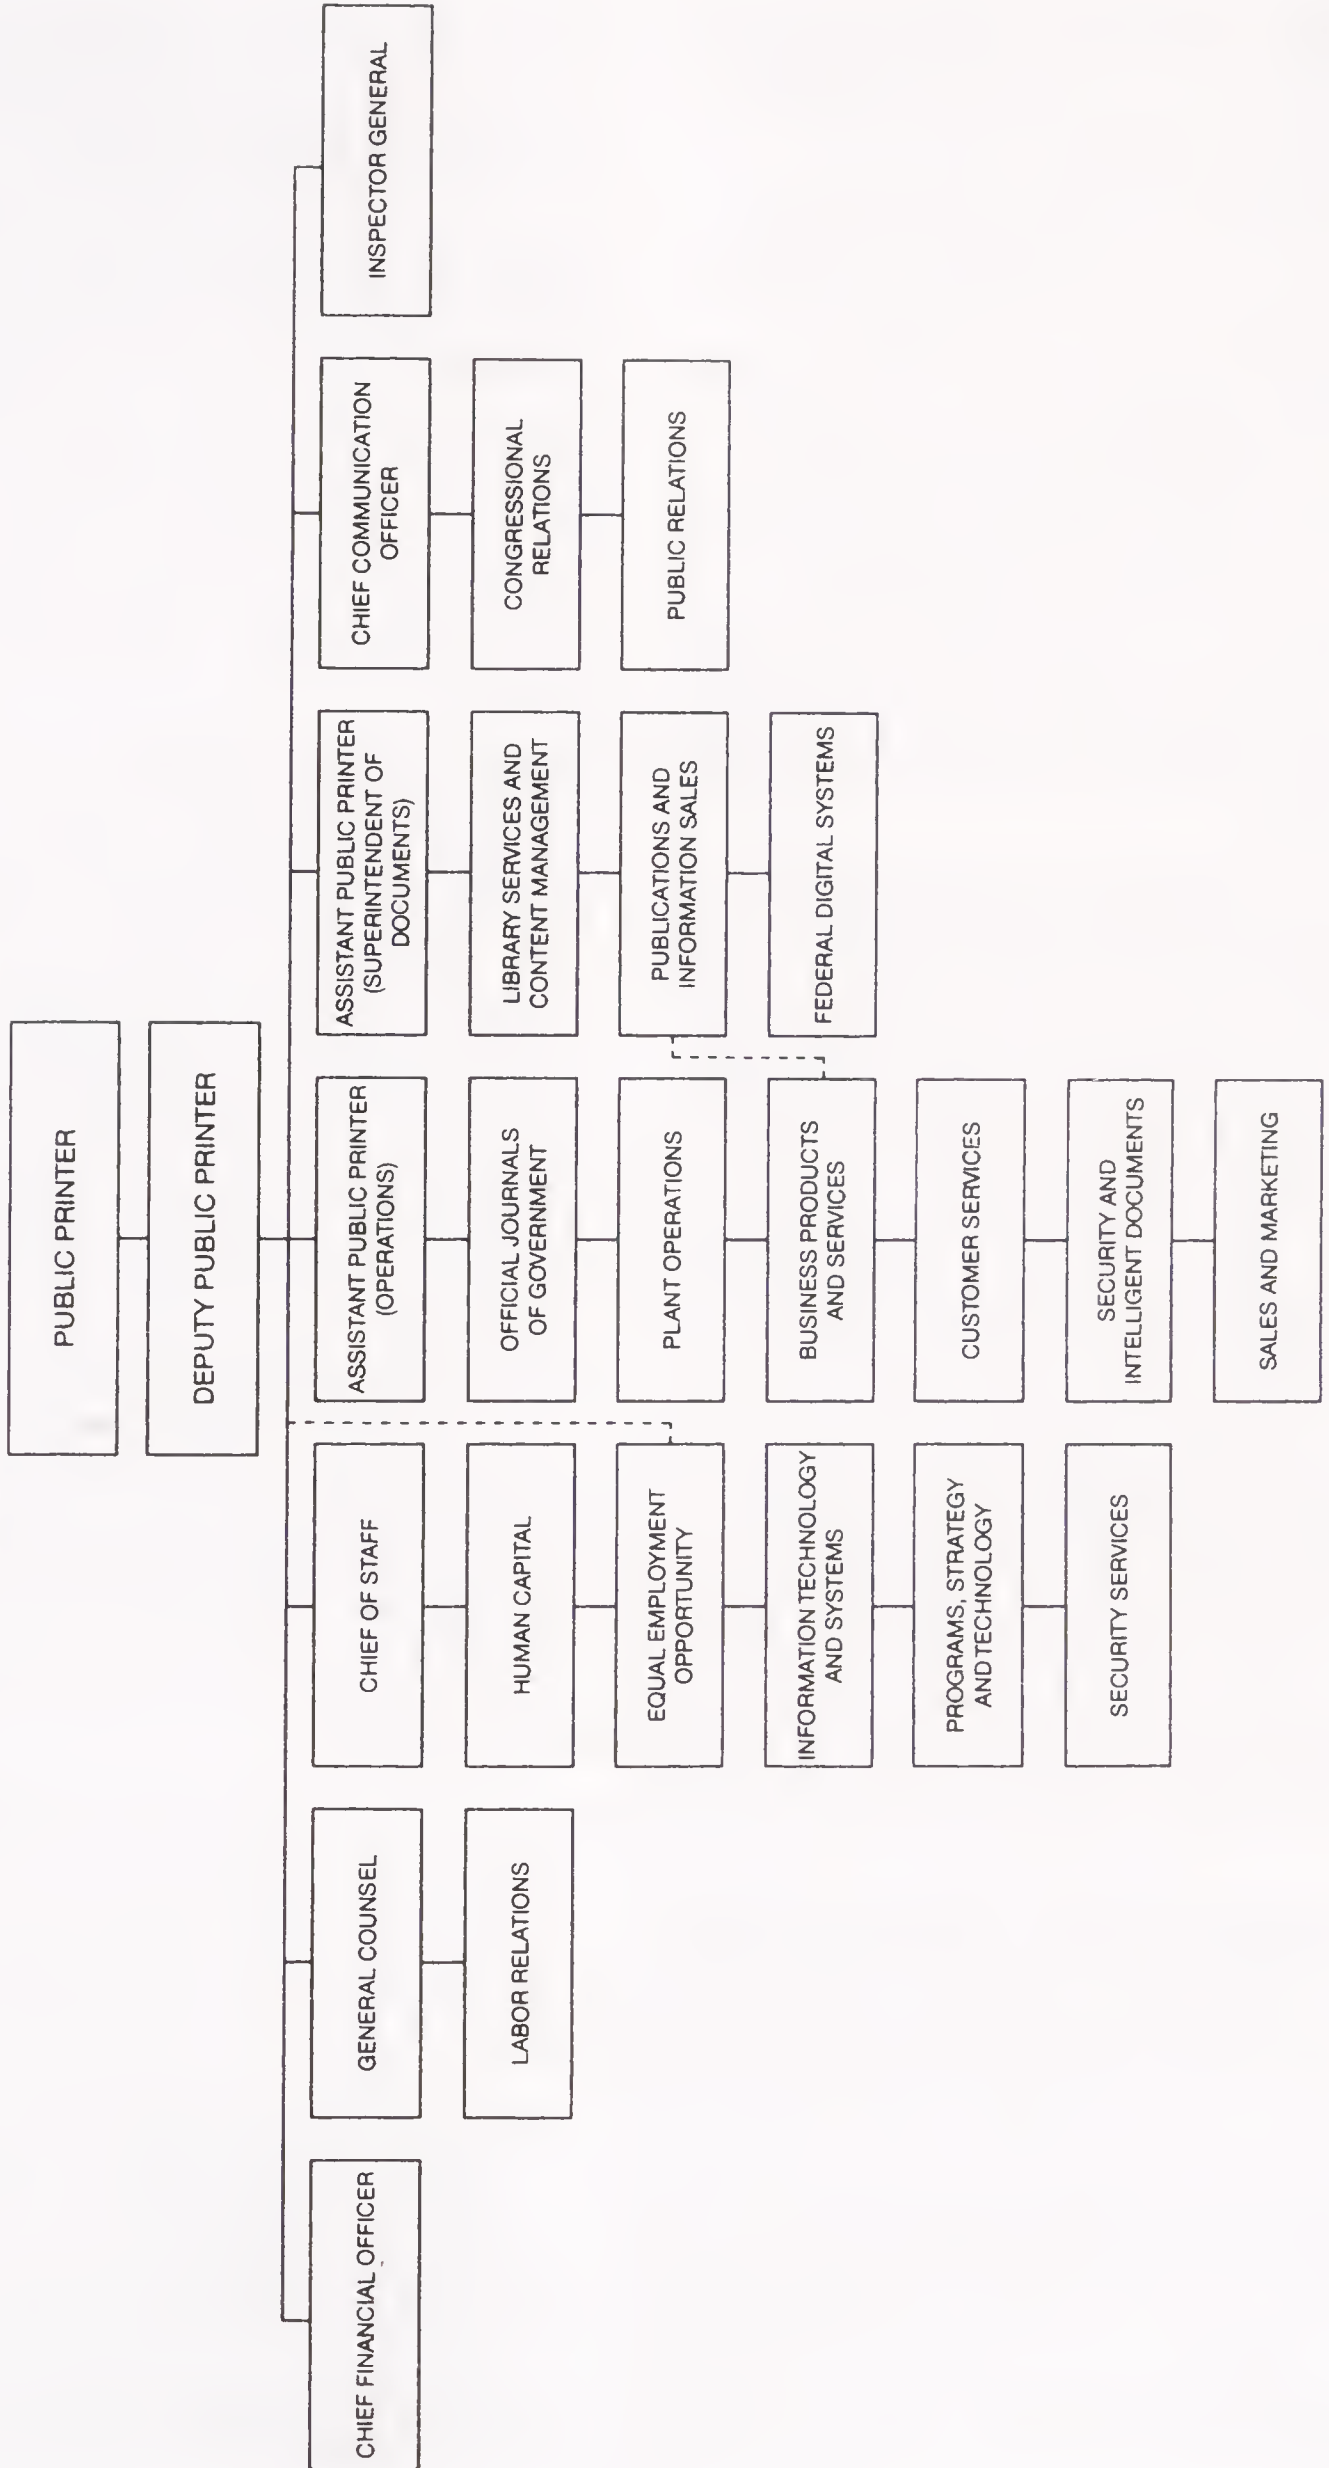 PUBLIC PRINTER
DEPUTY PUBLIC PRINTER
CHIEF FINANCIAL OFFICER
GENERAL COUNSEL
LABOR RELATIONS
CHIEF OF STAFF
HUMAN CAPITAL
EQUAL EMPLOYMENT
OPPORTUNITY
INFORMATION TECHNOLOGY
AND SYSTEMS
PROGRAMS, STRATEGY
AND TECHNOLOGY
SECURITY SERVICES
ASSISTANT PUBLIC PRINTER
(OPERATIONS)
OFFICIAL JOURNALS
OF GOVERNMENT
PLANT OPERATIONS
BUSINESS PRODUCTS
AND SERVICES
CUSTOMER SERVICES
SECURITY AND
INTELLIGENT DOCUMENTS
SALES AND MARKETING
ASSISTANT PUBLIC PRINTER
(SUPERINTENDENT OF
DOCUMENTS)
LIBRARY SERVICES AND
CONTENT MANAGEMENT
PUBLICATIONS AND
INFORMATION SALES
FEDERAL DIGITAL SYSTEMS
CHIEF COMMUNICATION
OFFICER
CONGRESSIONAL
RELATIONS
PUBLIC RELATIONS
INSPECTOR GENERAL